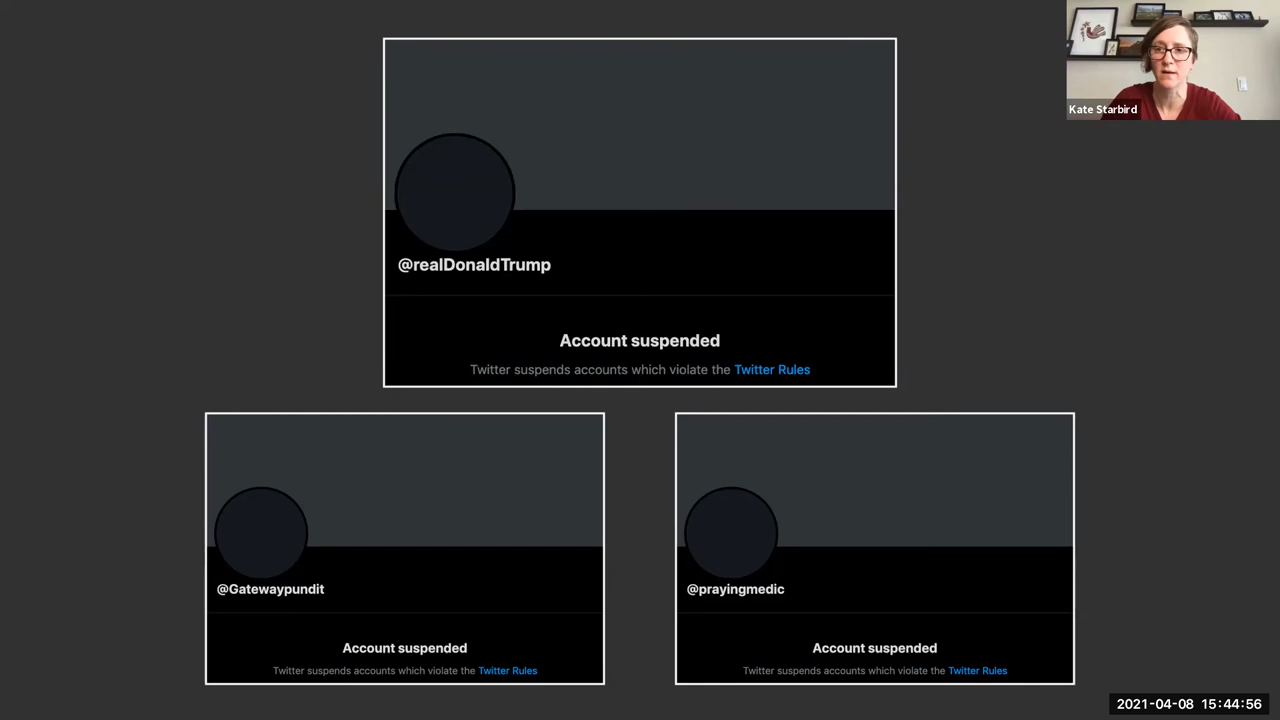 Kate Starbird
@realDonaldTrump
Account suspended
Twitter suspends accounts which violate the Twitter Rules
@Gatewaypundit
Account suspended
Twitter suspends accounts which violate the Twitter Rules
@prayingmedic
Account suspended
Twitter suspends accounts which violate the Twitter Rules
2021-04-08 15:44:56